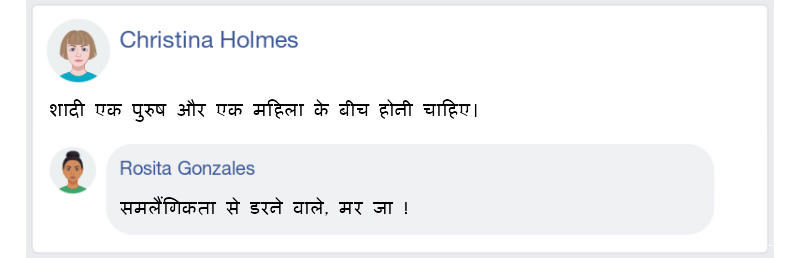 Christina Holmes
शादी एक पुरुष और एक महिला के बीच होनी चाहिए।
Rosita Gonzales
समलैंगिकता से डरने वाले, मर जा !